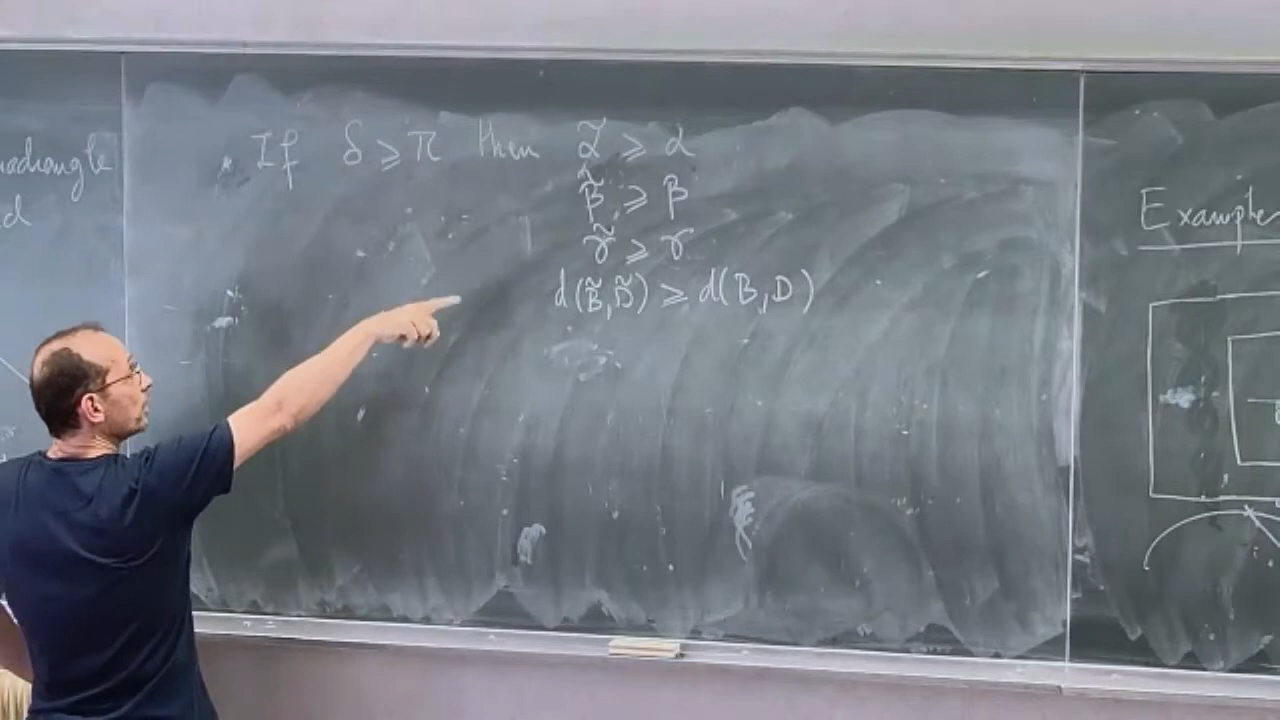 If δ ⩾ π then α̃ ⩾ α
β̃ ⩾ β
γ̃ ⩾ γ
d(B̃,D̃) ⩾ d(B,D)
Example